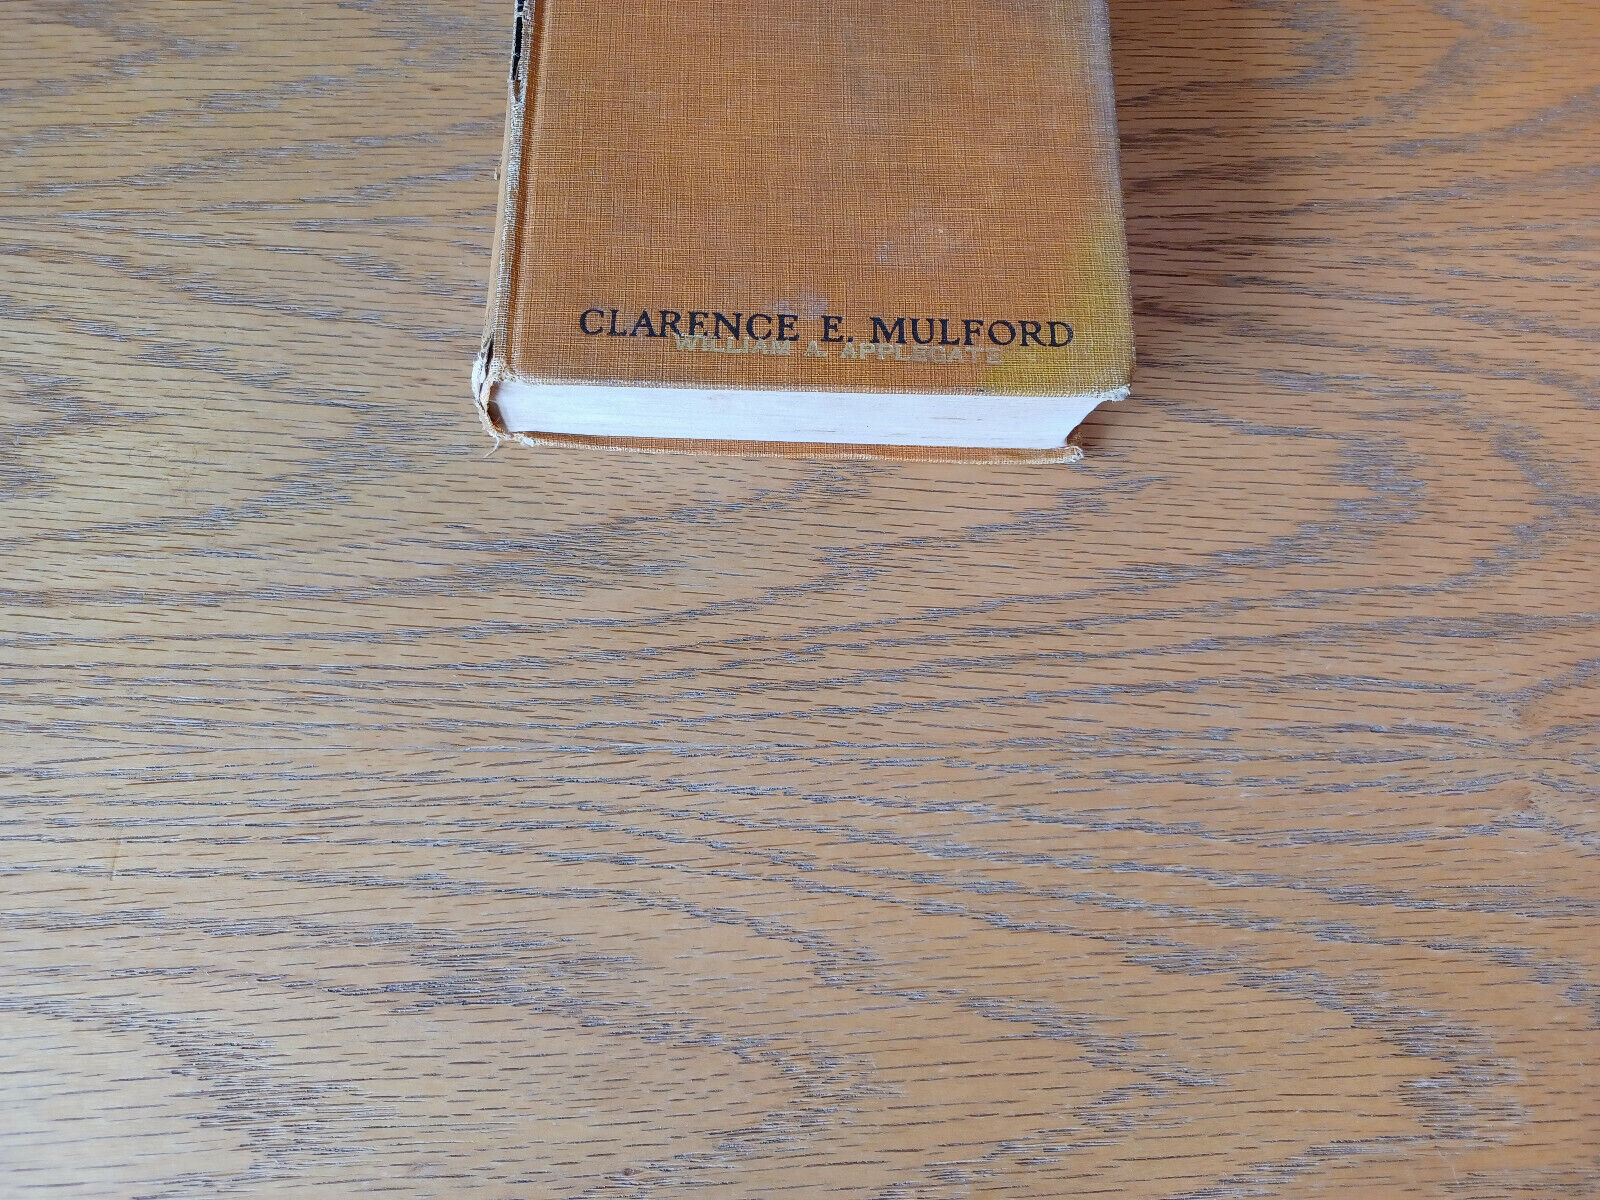 CLARENCE E. MULFORD
WILLIAM A. APPLEGATE